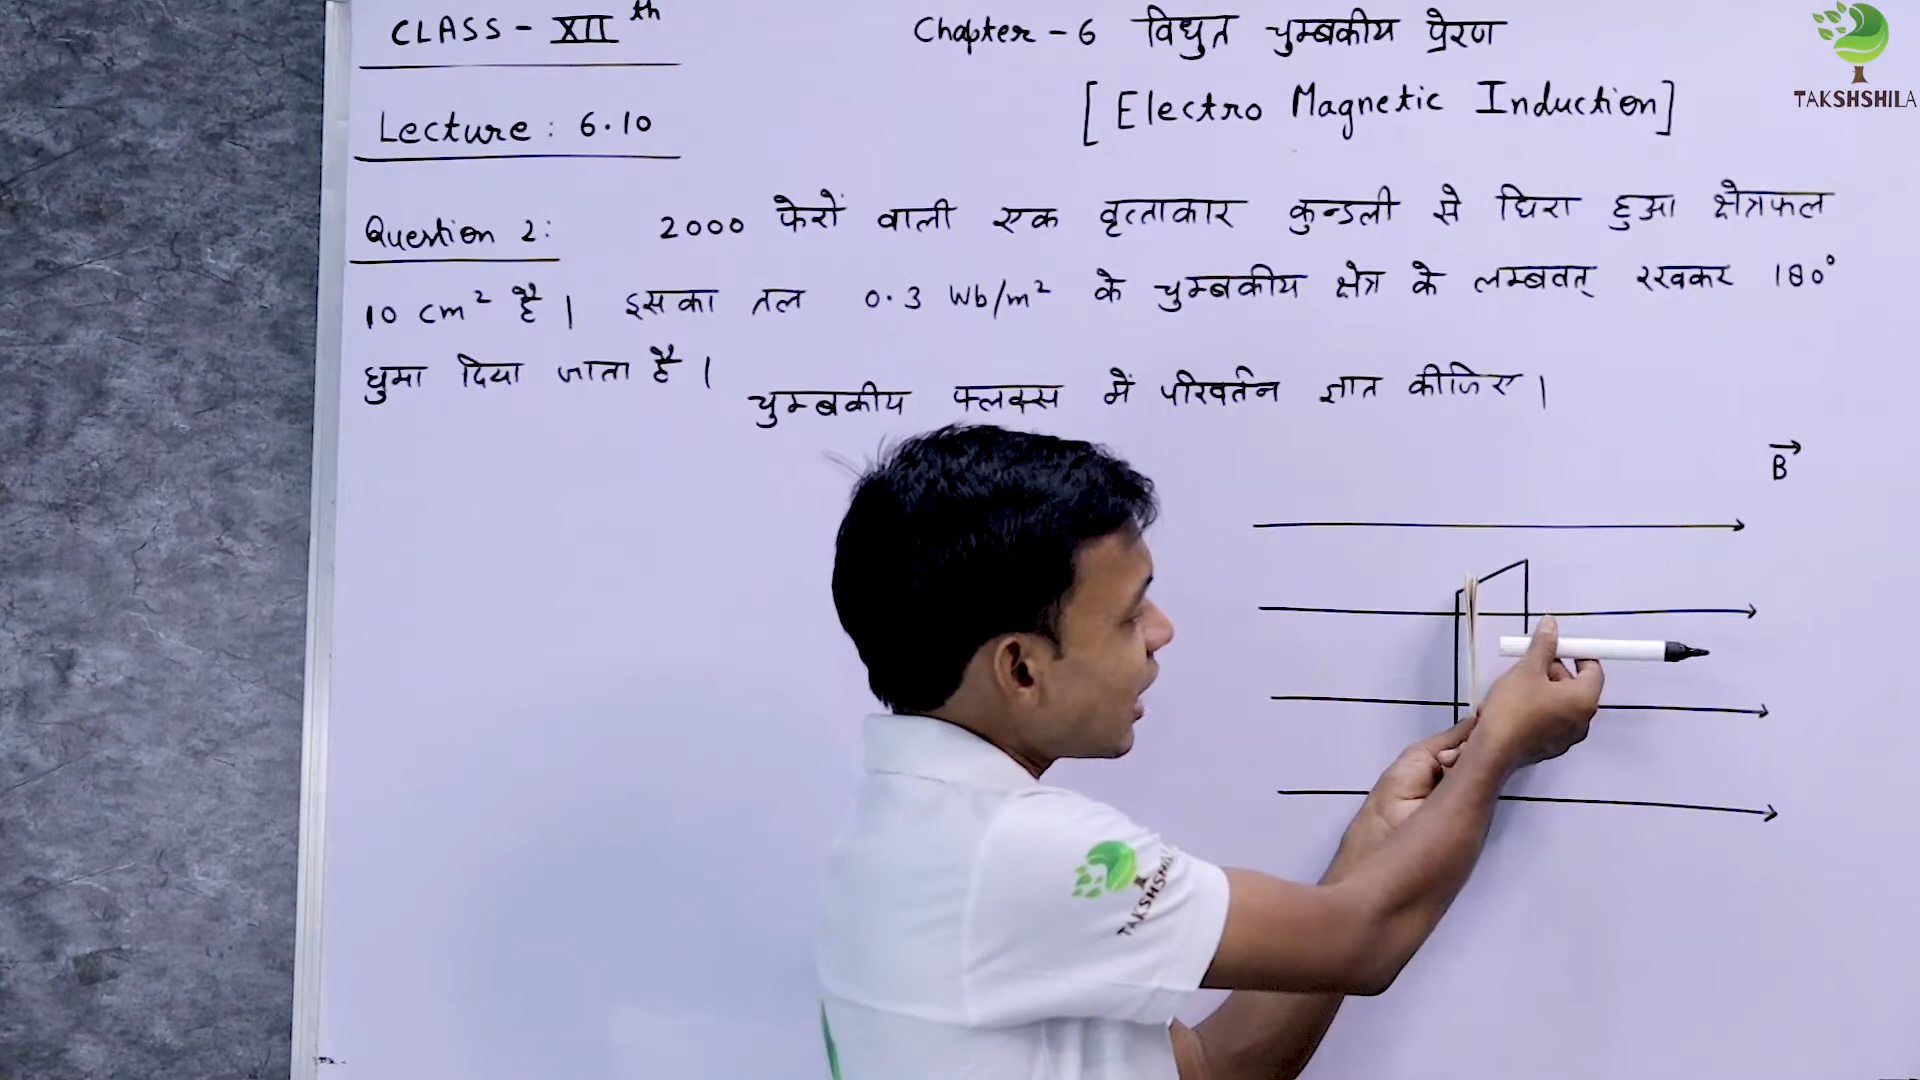 CLASS - XII th
Chapter - 6 विद्युत चुम्बकीय प्रेरण
[Electro Magnetic Induction]
TAKSHSHILA
Lecture : 6.10
Question 2: 2000 फेरों वाली एक वृत्ताकार कुन्डली से घिरा हुआ क्षेत्रफल
10 cm² है | इसका तल 0.3 Wb/m² के चुम्बकीय क्षेत्र के लम्बवत् रखकर 180°
घुमा दिया जाता है | चुम्बकीय फ्लक्स में परिवर्तन ज्ञात कीजिए |
B
TAKSHSHILA